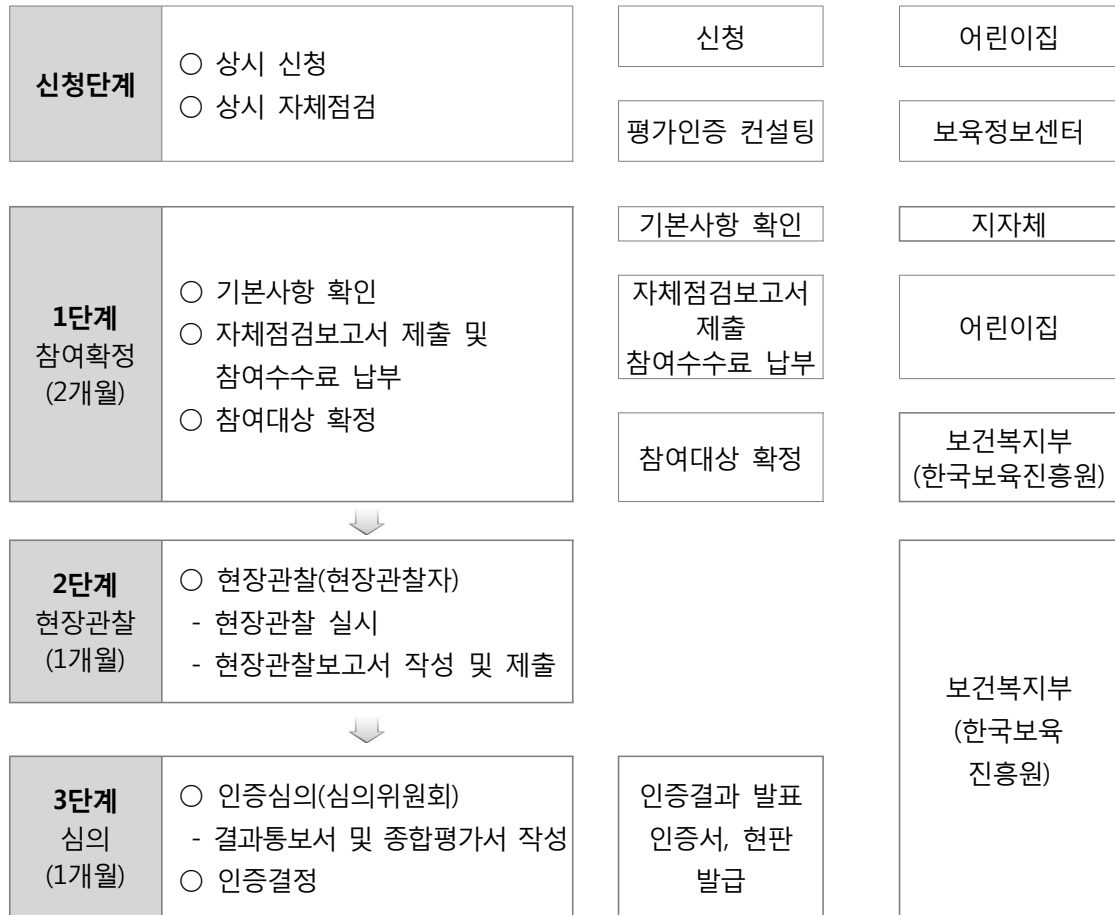 신청단계
○ 상시 신청
○ 상시 자체점검
신청
어린이집
평가인증 컨설팅
보육정보센터
1단계
참여확정
(2개월)
○ 기본사항 확인
○ 자체점검보고서 제출 및
참여수수료 납부
○ 참여대상 확정
기본사항 확인
지자체
자체점검보고서
제출
참여수수료 납부
어린이집
참여대상 확정
보건복지부
(한국보육진흥원)
2단계
현장관찰
(1개월)
○ 현장관찰(현장관찰자)
- 현장관찰 실시
- 현장관찰보고서 작성 및 제출
보건복지부
(한국보육
진흥원)
3단계
심의
(1개월)
○ 인증심의(심의위원회)
- 결과통보서 및 종합평가서 작성
○ 인증결정
인증결과 발표
인증서, 현판
발급